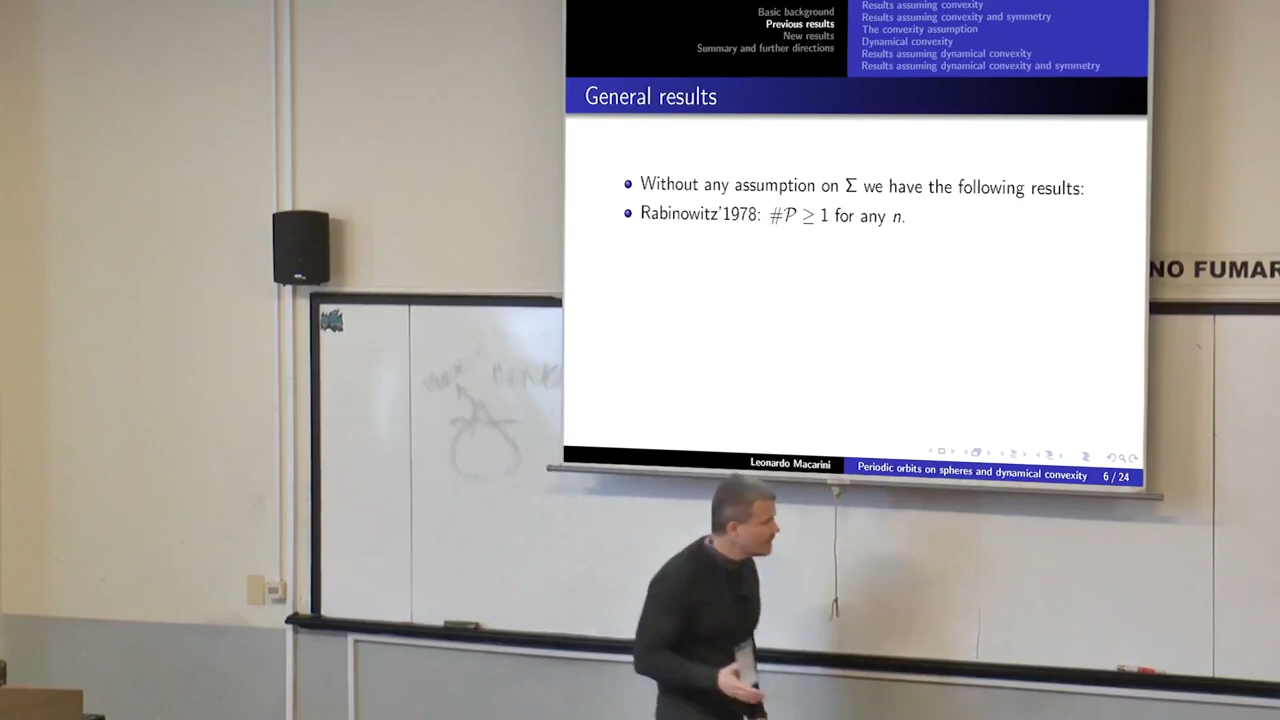 Basic background
Previous results
New results
Summary and further directions
Results assuming convexity
Results assuming convexity and symmetry
The convexity assumption
Dynamical convexity
Results assuming dynamical convexity
Results assuming dynamical convexity and symmetry
General results
Without any assumption on Σ we have the following results:
Rabinowitz'1978: #𝒫 ≥ 1 for any n.
Leonardo Macarini
Periodic orbits on spheres and dynamical convexity 6 / 24
NO FUMAR